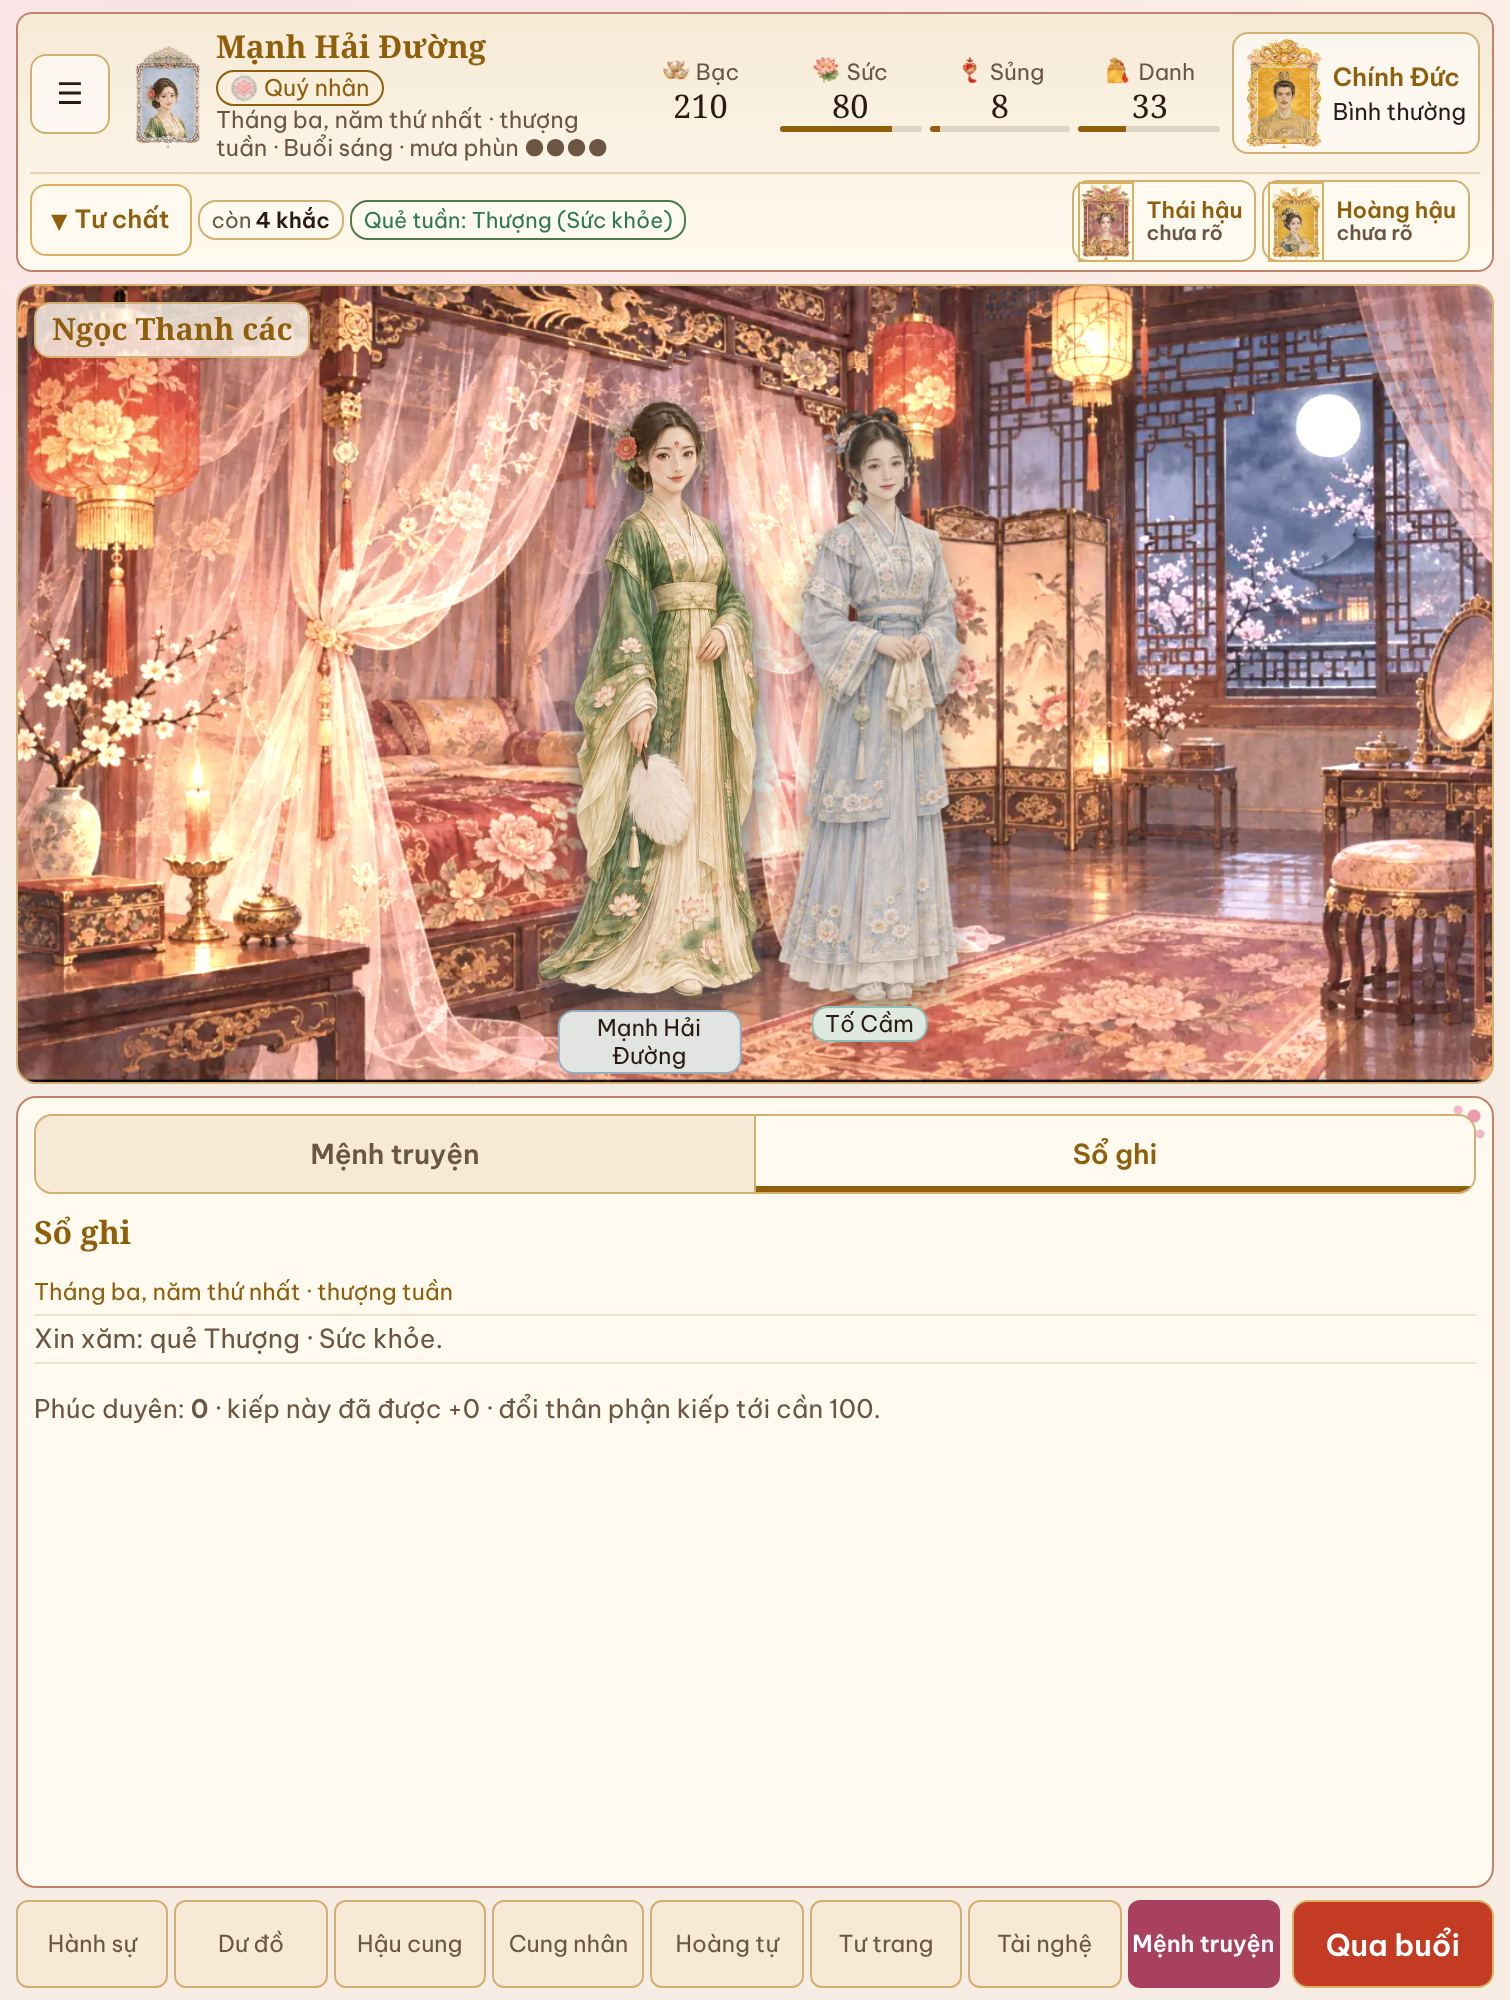 ☰
Mạnh Hải Đường
Quý nhân
Tháng ba, năm thứ nhất · thượng
tuần · Buổi sáng · mưa phùn ●●●●
Bạc
210
Sức
80
Sủng
8
Danh
33
Chính Đức
Bình thường
▼ Tư chất
còn 4 khắc
Quẻ tuần: Thượng (Sức khỏe)
Thái hậu
chưa rõ
Hoàng hậu
chưa rõ
Ngọc Thanh các
Mạnh Hải
Đường
Tố Cầm
Mệnh truyện
Sổ ghi
Sổ ghi
Tháng ba, năm thứ nhất · thượng tuần
Xin xăm: quẻ Thượng · Sức khỏe.
Phúc duyên: 0 · kiếp này đã được +0 · đổi thân phận kiếp tới cần 100.
Hành sự
Dư đồ
Hậu cung
Cung nhân
Hoàng tự
Tư trang
Tài nghệ
Mệnh truyện
Qua buổi